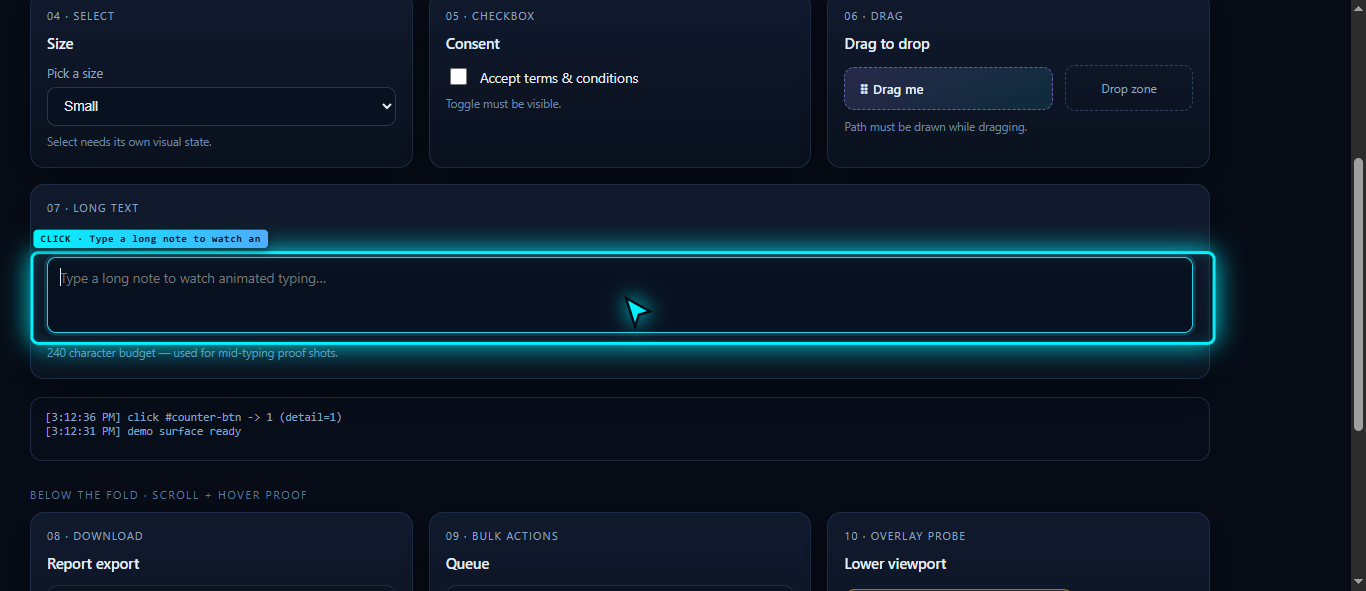 04 · SELECT
Size
Pick a size
Small
Select needs its own visual state.
05 · CHECKBOX
Consent
Accept terms & conditions
Toggle must be visible.
06 · DRAG
Drag to drop
⠿ Drag me
Drop zone
Path must be drawn while dragging.
07 · LONG TEXT
CLICK · Type a long note to watch an
Type a long note to watch animated typing...
240 character budget — used for mid-typing proof shots.
[3:12:36 PM] click #counter-btn -> 1 (detail=1)
[3:12:31 PM] demo surface ready
BELOW THE FOLD · SCROLL + HOVER PROOF
08 · DOWNLOAD
Report export
09 · BULK ACTIONS
Queue
10 · OVERLAY PROBE
Lower viewport